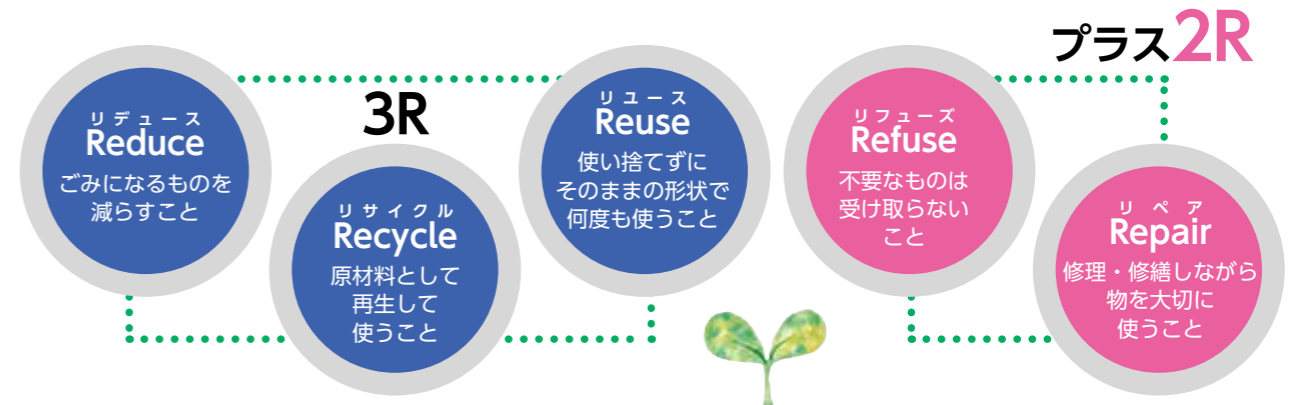 リデュース
Reduce
ごみになるものを
減らすこと
3R
リサイクル
Recycle
原材料として
再生して
使うこと
リユース
Reuse
使い捨てずに
そのままの形状で
何度も使うこと
プラス2R
リフューズ
Refuse
不要なものは
受け取らない
こと
リペア
Repair
修理・修繕しながら
物を大切に
使うこと